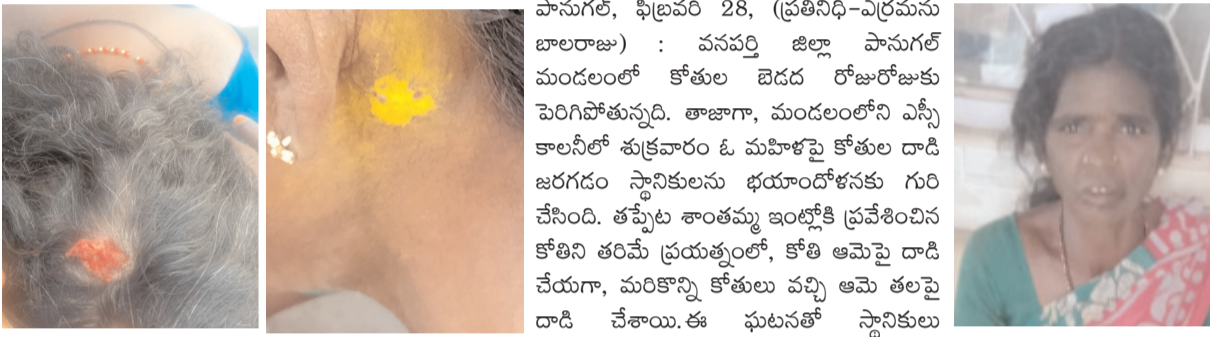 పానుగల్, ఫిబ్రవరి 28, (ప్రతినిధి-ఎర్రమను
బాలరాజు) : వనపర్తి జిల్లా పానుగల్
మండలంలో కోతుల బెడద రోజురోజుకు
పెరిగిపోతున్నది. తాజాగా, మండలంలోని ఎస్సీ
కాలనీలో శుక్రవారం ఓ మహిళపై కోతుల దాడి
జరగడం స్థానికులను భయాందోళనకు గురి
చేసింది. తప్పేట శాంతమ్మ ఇంట్లోకి ప్రవేశించిన
కోతిని తరిమే ప్రయత్నంలో, కోతి ఆమెపై దాడి
చేయగా, మరికొన్ని కోతులు వచ్చి ఆమె తలపై
దాడి చేశాయి.ఈ ఘటనతో స్థానికులు